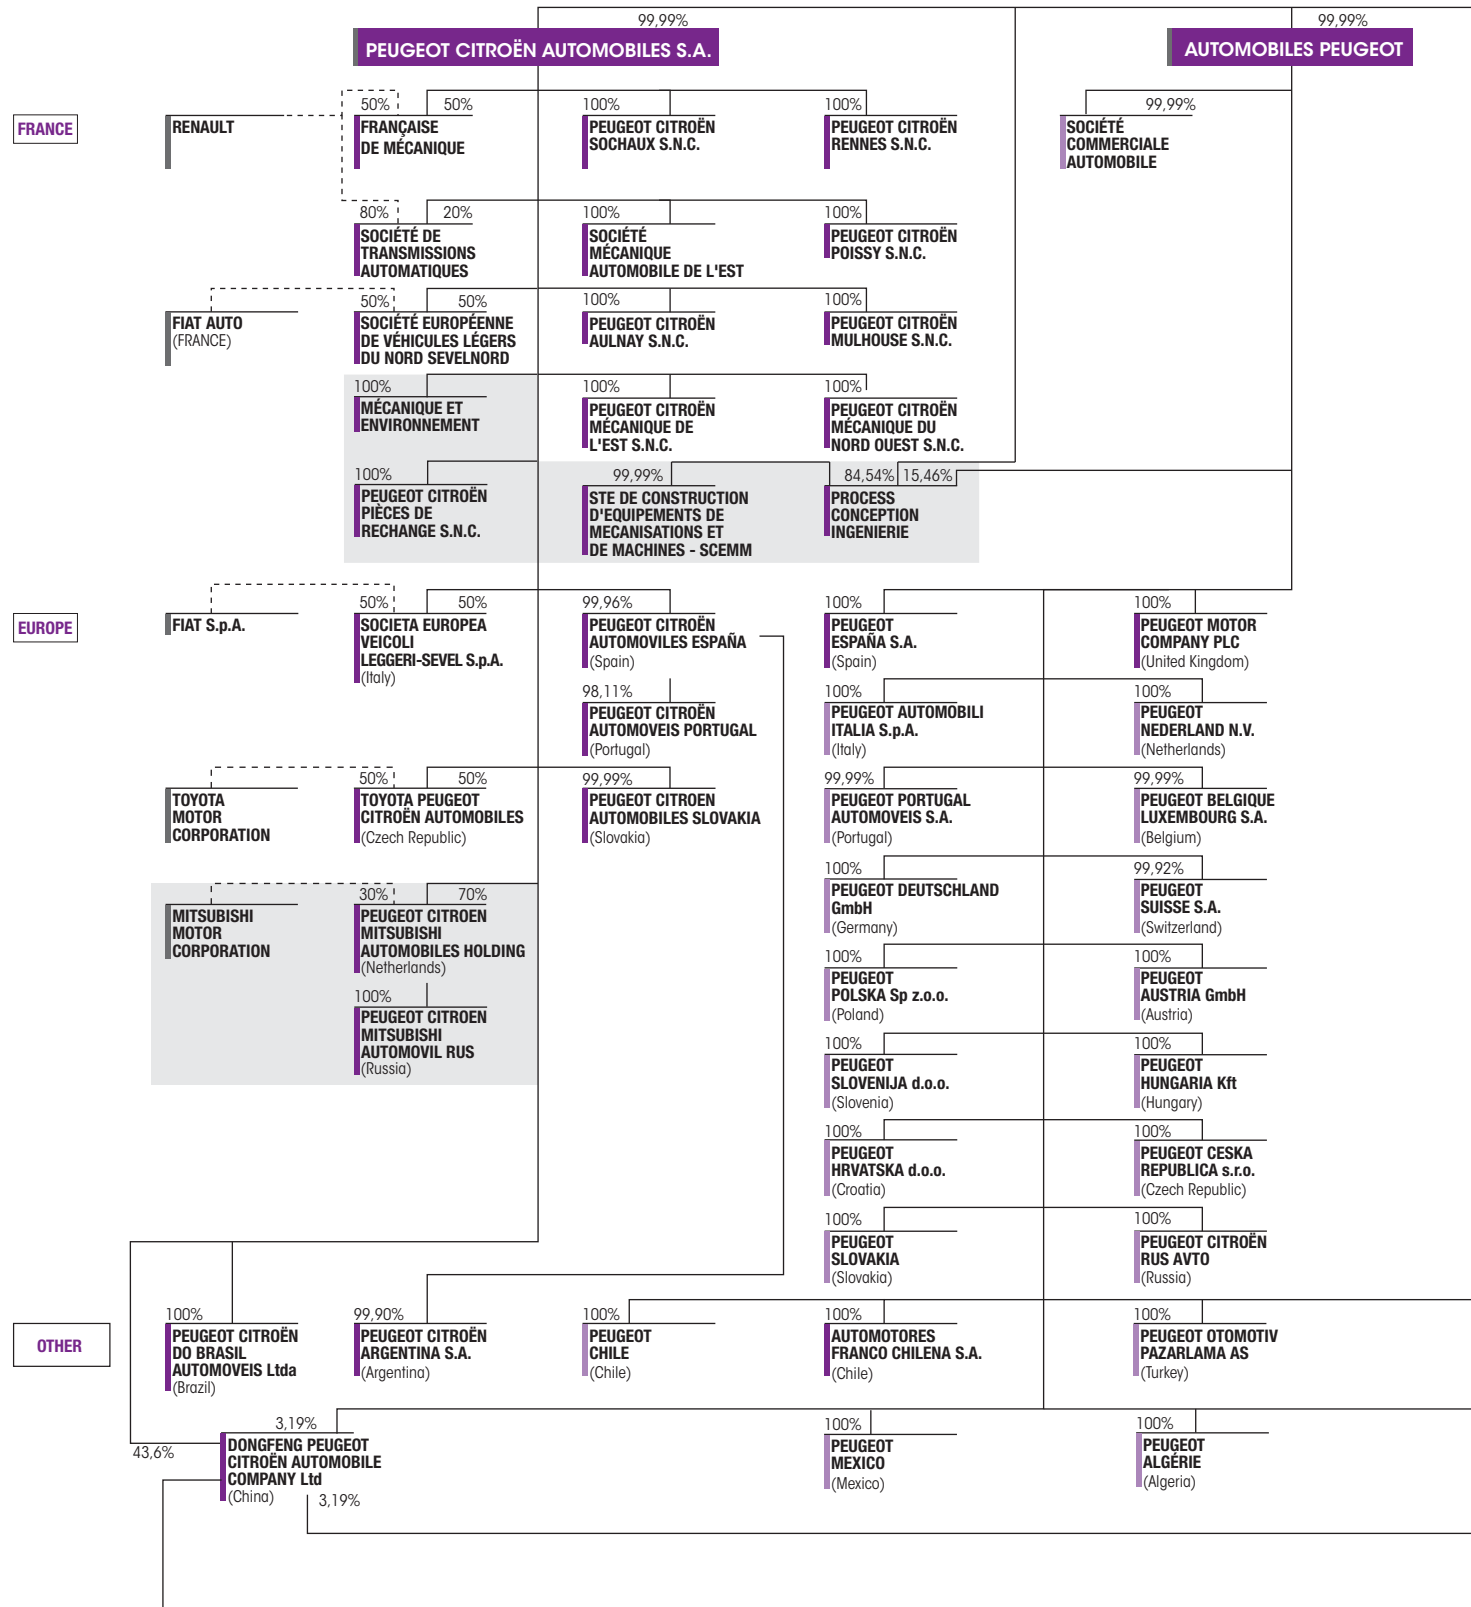 99,99%
99,99%
PEUGEOT CITROËN AUTOMOBILES S.A.
AUTOMOBILES PEUGEOT
FRANCE
RENAULT
50%
50%
FRANÇAISE
DE MÉCANIQUE
100%
PEUGEOT CITROËN
SOCHAUX S.N.C.
100%
PEUGEOT CITROËN
RENNES S.N.C.
99,99%
SOCIÉTÉ
COMMERCIALE
AUTOMOBILE
80%
20%
SOCIÉTÉ DE
TRANSMISSIONS
AUTOMATIQUES
100%
SOCIÉTÉ
MÉCANIQUE
AUTOMOBILE DE L'EST
100%
PEUGEOT CITROËN
POISSY S.N.C.
FIAT AUTO
(FRANCE)
50%
50%
SOCIÉTÉ EUROPÉENNE
DE VÉHICULES LÉGERS
DU NORD SEVELNORD
100%
PEUGEOT CITROËN
AULNAY S.N.C.
100%
PEUGEOT CITROËN
MULHOUSE S.N.C.
100%
MÉCANIQUE ET
ENVIRONNEMENT
100%
PEUGEOT CITROËN
MÉCANIQUE DE
L'EST S.N.C.
100%
PEUGEOT CITROËN
MÉCANIQUE DU
NORD OUEST S.N.C.
100%
PEUGEOT CITROËN
PIÈCES DE
RECHANGE S.N.C.
99,99%
STE DE CONSTRUCTION
D'EQUIPEMENTS DE
MECANISATIONS ET
DE MACHINES - SCEMM
84,54%
15,46%
PROCESS
CONCEPTION
INGENIERIE
EUROPE
FIAT S.p.A.
50%
50%
SOCIETA EUROPEA
VEICOLI
LEGGERI-SEVEL S.p.A.
(Italy)
99,96%
PEUGEOT CITROËN
AUTOMOVILES ESPAÑA
(Spain)
100%
PEUGEOT
ESPAÑA S.A.
(Spain)
100%
PEUGEOT MOTOR
COMPANY PLC
(United Kingdom)
98,11%
PEUGEOT CITROËN
AUTOMOVEIS PORTUGAL
(Portugal)
100%
PEUGEOT AUTOMOBILI
ITALIA S.p.A.
(Italy)
100%
PEUGEOT
NEDERLAND N.V.
(Netherlands)
TOYOTA
MOTOR
CORPORATION
50%
50%
TOYOTA PEUGEOT
CITROËN AUTOMOBILES
(Czech Republic)
99,99%
PEUGEOT CITROEN
AUTOMOBILES SLOVAKIA
(Slovakia)
99,99%
PEUGEOT PORTUGAL
AUTOMOVEIS S.A.
(Portugal)
99,99%
PEUGEOT BELGIQUE
LUXEMBOURG S.A.
(Belgium)
MITSUBISHI
MOTOR
CORPORATION
30%
70%
PEUGEOT CITROEN
MITSUBISHI
AUTOMOBILES HOLDING
(Netherlands)
100%
PEUGEOT DEUTSCHLAND
GmbH
(Germany)
99,92%
PEUGEOT
SUISSE S.A.
(Switzerland)
100%
PEUGEOT CITROEN
MITSUBISHI
AUTOMOVIL RUS
(Russia)
100%
PEUGEOT
POLSKA Sp z.o.o.
(Poland)
100%
PEUGEOT
AUSTRIA GmbH
(Austria)
100%
PEUGEOT
SLOVENIJA d.o.o.
(Slovenia)
100%
PEUGEOT
HUNGARIA Kft
(Hungary)
100%
PEUGEOT
HRVATSKA d.o.o.
(Croatia)
100%
PEUGEOT CESKA
REPUBLICA s.r.o.
(Czech Republic)
100%
PEUGEOT
SLOVAKIA
(Slovakia)
100%
PEUGEOT CITROËN
RUS AVTO
(Russia)
OTHER
100%
PEUGEOT CITROËN
DO BRASIL
AUTOMOVEIS Ltda
(Brazil)
99,90%
PEUGEOT CITROËN
ARGENTINA S.A.
(Argentina)
100%
PEUGEOT
CHILE
(Chile)
100%
AUTOMOTORES
FRANCO CHILENA S.A.
(Chile)
100%
PEUGEOT OTOMOTIV
PAZARLAMA AS
(Turkey)
3,19%
43,6%
DONGFENG PEUGEOT
CITROËN AUTOMOBILE
COMPANY Ltd
(China)
3,19%
100%
PEUGEOT
MEXICO
(Mexico)
100%
PEUGEOT
ALGÉRIE
(Algeria)